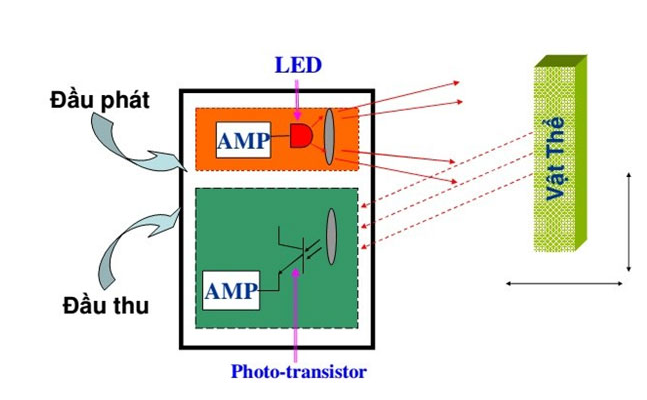 LED
Đầu phát
AMP
Vật Thể
AMP
Đầu thu
Photo-transistor